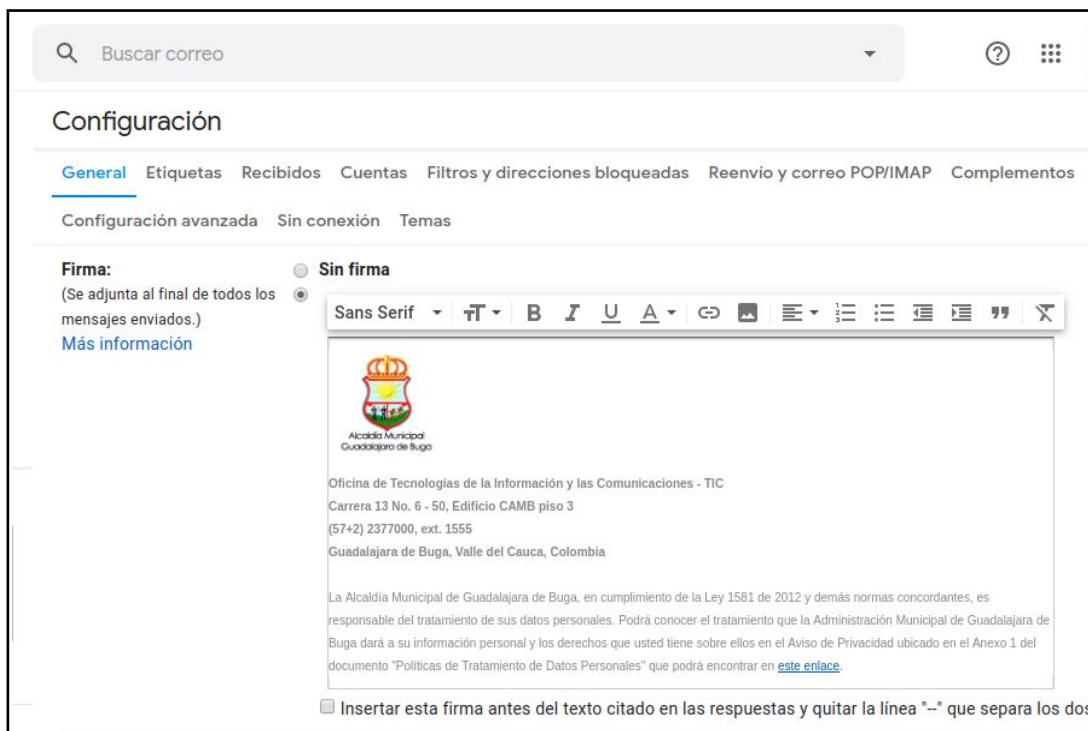 Buscar correo
Configuración
General Etiquetas Recibidos Cuentas Filtros y direcciones bloqueadas Reenvío y correo POP/IMAP Complementos
Configuración avanzada Sin conexión Temas
Firma:
(Se adjunta al final de todos los
mensajes enviados.)
Más información
Sin firma
Sans Serif
Alcaldía Municipal
Guadalajara de Buga
Oficina de Tecnologías de la Información y las Comunicaciones - TIC
Carrera 13 No. 6 - 50, Edificio CAMB piso 3
(57+2) 2377000, ext. 1555
Guadalajara de Buga, Valle del Cauca, Colombia
La Alcaldía Municipal de Guadalajara de Buga, en cumplimiento de la Ley 1581 de 2012 y demás normas concordantes, es
responsable del tratamiento de sus datos personales. Podrá conocer el tratamiento que la Administración Municipal de Guadalajara de
Buga dará a su información personal y los derechos que usted tiene sobre ellos en el Aviso de Privacidad ubicado en el Anexo 1 del
documento "Políticas de Tratamiento de Datos Personales" que podrá encontrar en este enlace.
Insertar esta firma antes del texto citado en las respuestas y quitar la línea "--" que separa los dos